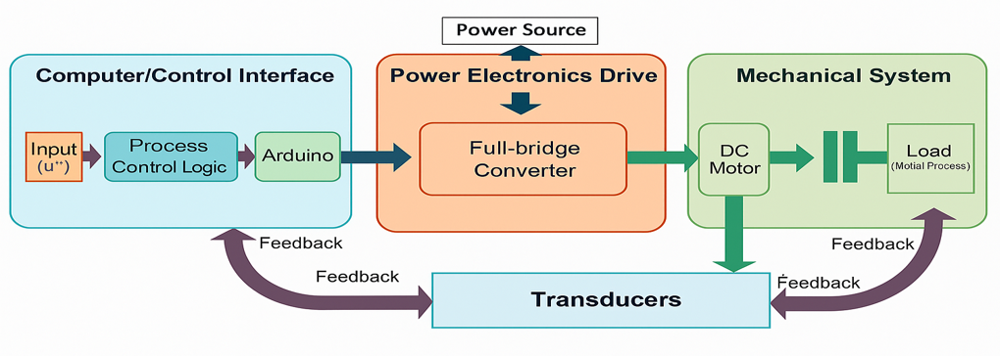 Power Source
Computer/Control Interface
Power Electronics Drive
Mechanical System
Input
(u**)
Process
Control Logic
Arduino
Full-bridge
Converter
DC
Motor
Load
(Motial Process)
Feedback
Feedback
Feedback
Feedback
Transducers